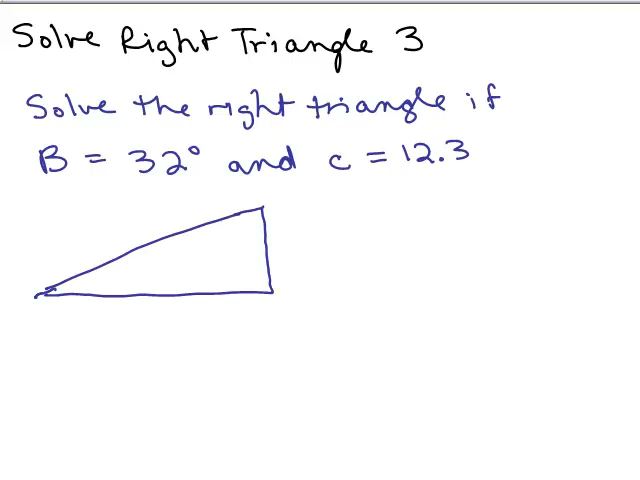 Solve Right Triangle 3
Solve the right triangle if
B = 32° and c = 12.3